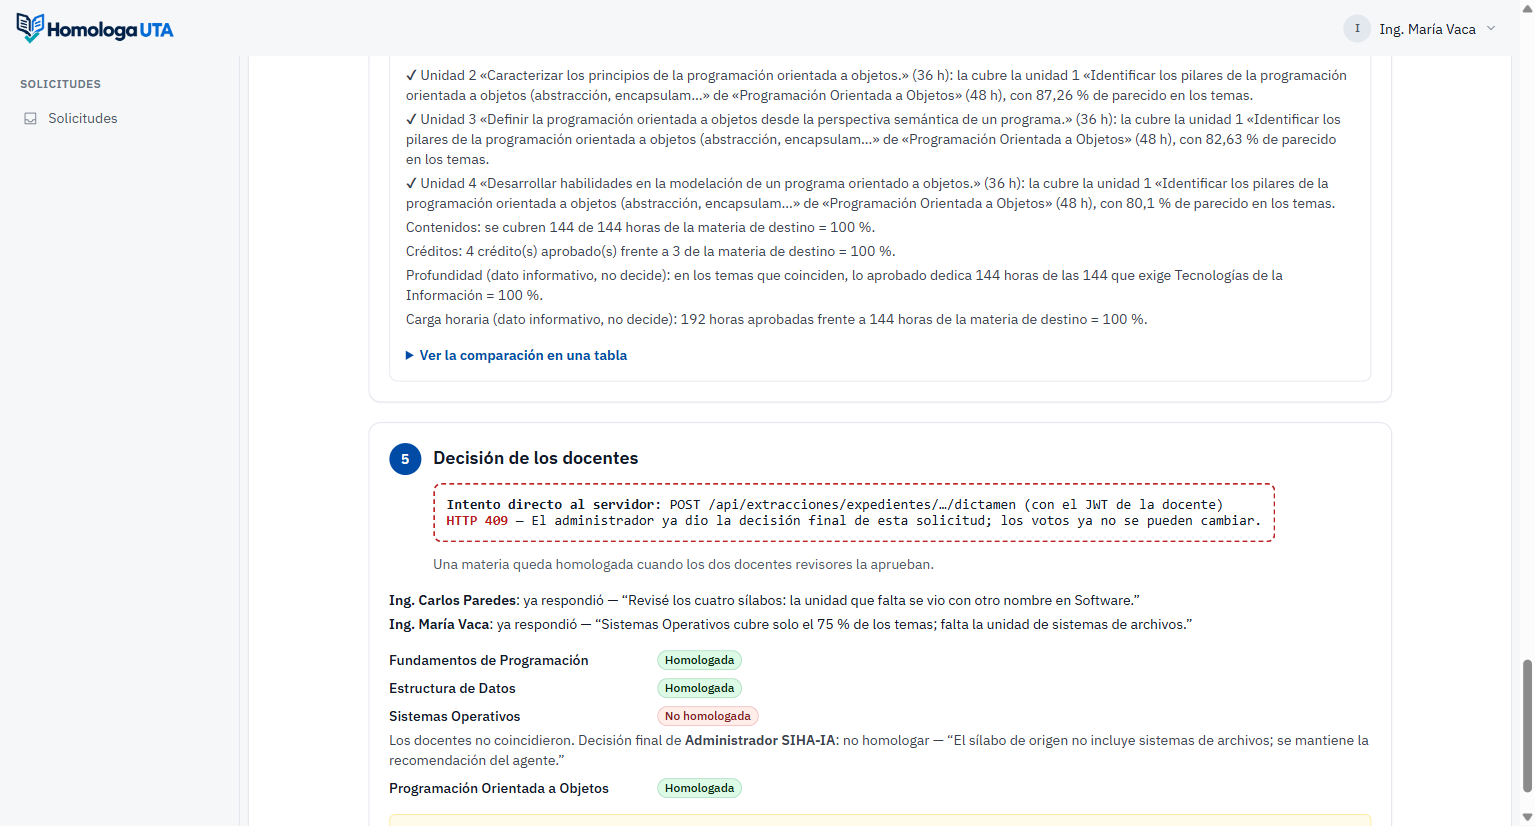 HomologaUTA
I
Ing. María Vaca
SOLICITUDES
Solicitudes
✓ Unidad 2 «Caracterizar los principios de la programación orientada a objetos.» (36 h): la cubre la unidad 1 «Identificar los pilares de la programación
orientada a objetos (abstracción, encapsulam…» de «Programación Orientada a Objetos» (48 h), con 87,26 % de parecido en los temas.
✓ Unidad 3 «Definir la programación orientada a objetos desde la perspectiva semántica de un programa.» (36 h): la cubre la unidad 1 «Identificar los
pilares de la programación orientada a objetos (abstracción, encapsulam…» de «Programación Orientada a Objetos» (48 h), con 82,63 % de parecido
en los temas.
✓ Unidad 4 «Desarrollar habilidades en la modelación de un programa orientado a objetos.» (36 h): la cubre la unidad 1 «Identificar los pilares de la
programación orientada a objetos (abstracción, encapsulam…» de «Programación Orientada a Objetos» (48 h), con 80,1 % de parecido en los temas.
Contenidos: se cubren 144 de 144 horas de la materia de destino = 100 %.
Créditos: 4 crédito(s) aprobado(s) frente a 3 de la materia de destino = 100 %.
Profundidad (dato informativo, no decide): en los temas que coinciden, lo aprobado dedica 144 horas de las 144 que exige Tecnologías de la
Información = 100 %.
Carga horaria (dato informativo, no decide): 192 horas aprobadas frente a 144 horas de la materia de destino = 100 %.
▶ Ver la comparación en una tabla
5 Decisión de los docentes
Intento directo al servidor: POST /api/extracciones/expedientes/…/dictamen (con el JWT de la docente)
HTTP 409 — El administrador ya dio la decisión final de esta solicitud; los votos ya no se pueden cambiar.
Una materia queda homologada cuando los dos docentes revisores la aprueban.
Ing. Carlos Paredes: ya respondió — “Revisé los cuatro sílabos: la unidad que falta se vio con otro nombre en Software.”
Ing. María Vaca: ya respondió — “Sistemas Operativos cubre solo el 75 % de los temas; falta la unidad de sistemas de archivos.”
Fundamentos de Programación Homologada
Estructura de Datos Homologada
Sistemas Operativos No homologada
Los docentes no coincidieron. Decisión final de Administrador SIHA-IA: no homologar — “El sílabo de origen no incluye sistemas de archivos; se mantiene la
recomendación del agente.”
Programación Orientada a Objetos Homologada